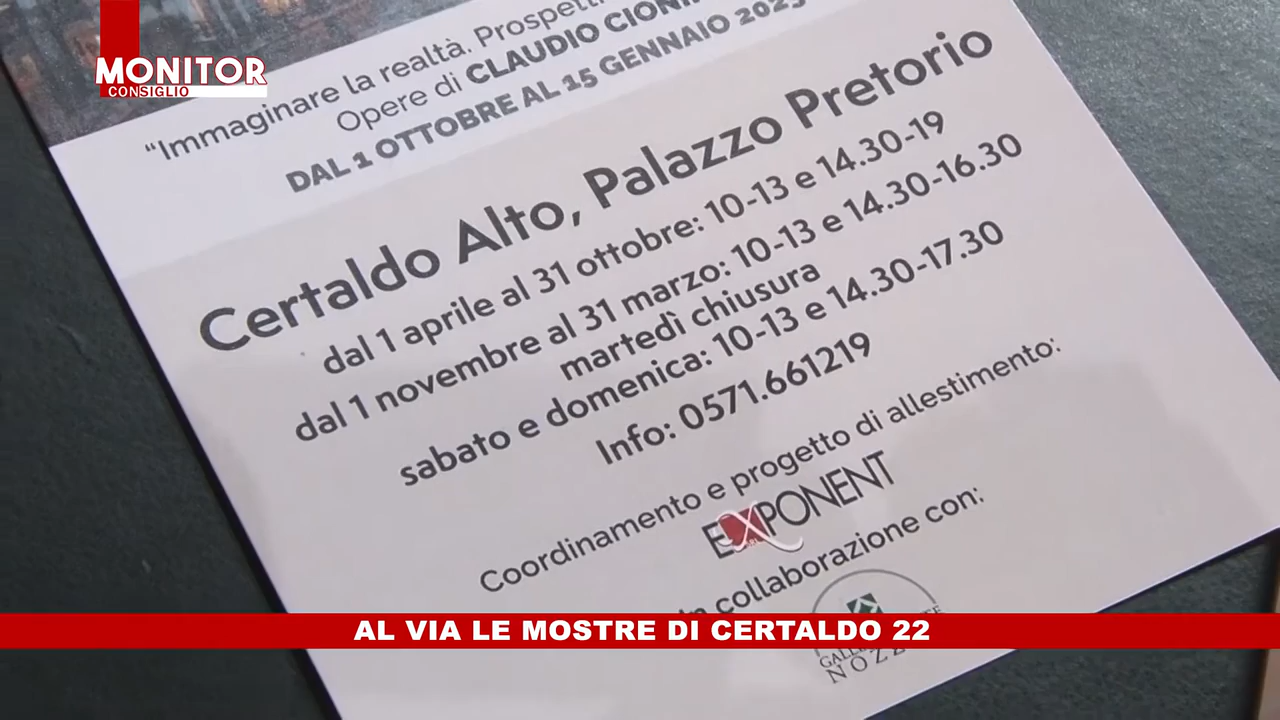 MONITOR
CONSIGLIO
“Immaginare la realtà.
Opere di CLAUDIO
DAL 1 OTTOBRE AL 15 GENNAIO 2023
Certaldo Alto, Palazzo Pretorio
dal 1 aprile al 31 ottobre: 10-13 e 14.30-19
dal 1 novembre al 31 marzo: 10-13 e 14.30-16.30
martedì chiusura
sabato e domenica: 10-13 e 14.30-17.30
Info: 0571.661219
Coordinamento e progetto di allestimento:
EXPONENT
In collaborazione con:
AL VIA LE MOSTRE DI CERTALDO 22